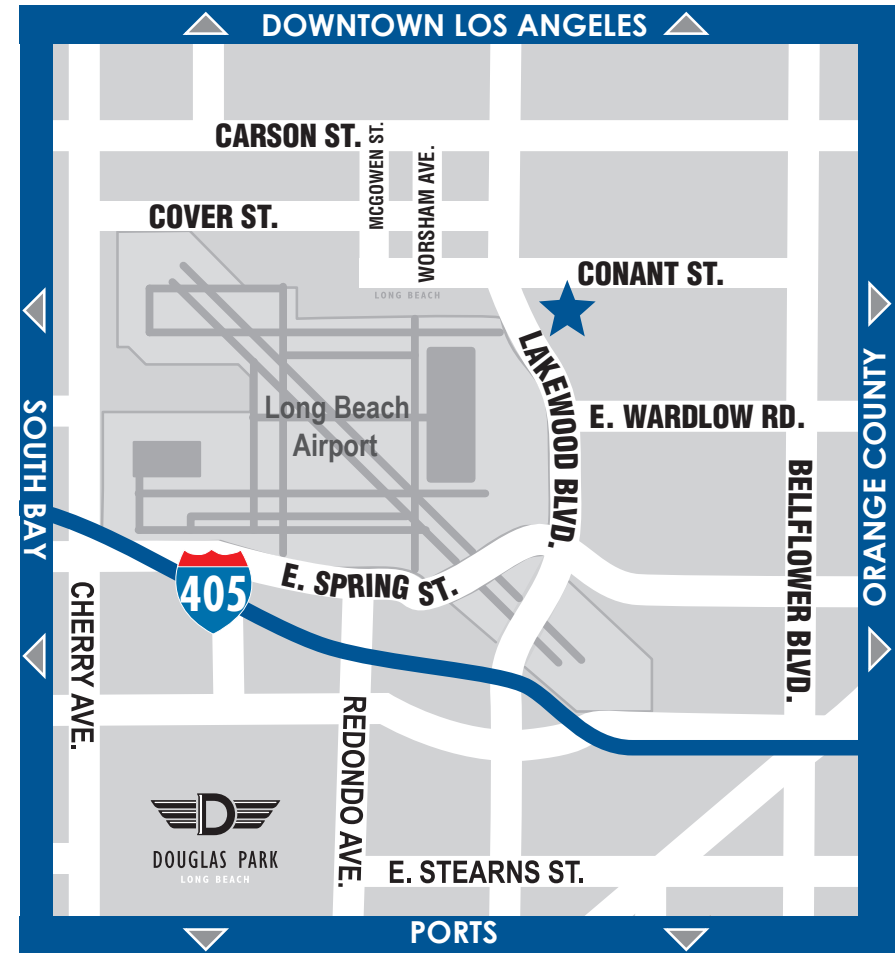 DOWNTOWN LOS ANGELES
CARSON ST.
MCGOWEN ST.
WORSHAM AVE.
COVER ST.
CONANT ST.
LONG BEACH
LAKEWOOD BLVD.
Long Beach
Airport
E. WARDLOW RD.
SOUTH BAY
ORANGE COUNTY
BELLFLOWER BLVD.
405
E. SPRING ST.
CHERRY AVE.
REDONDO AVE.
D
DOUGLAS PARK
LONG BEACH
E. STEARNS ST.
PORTS